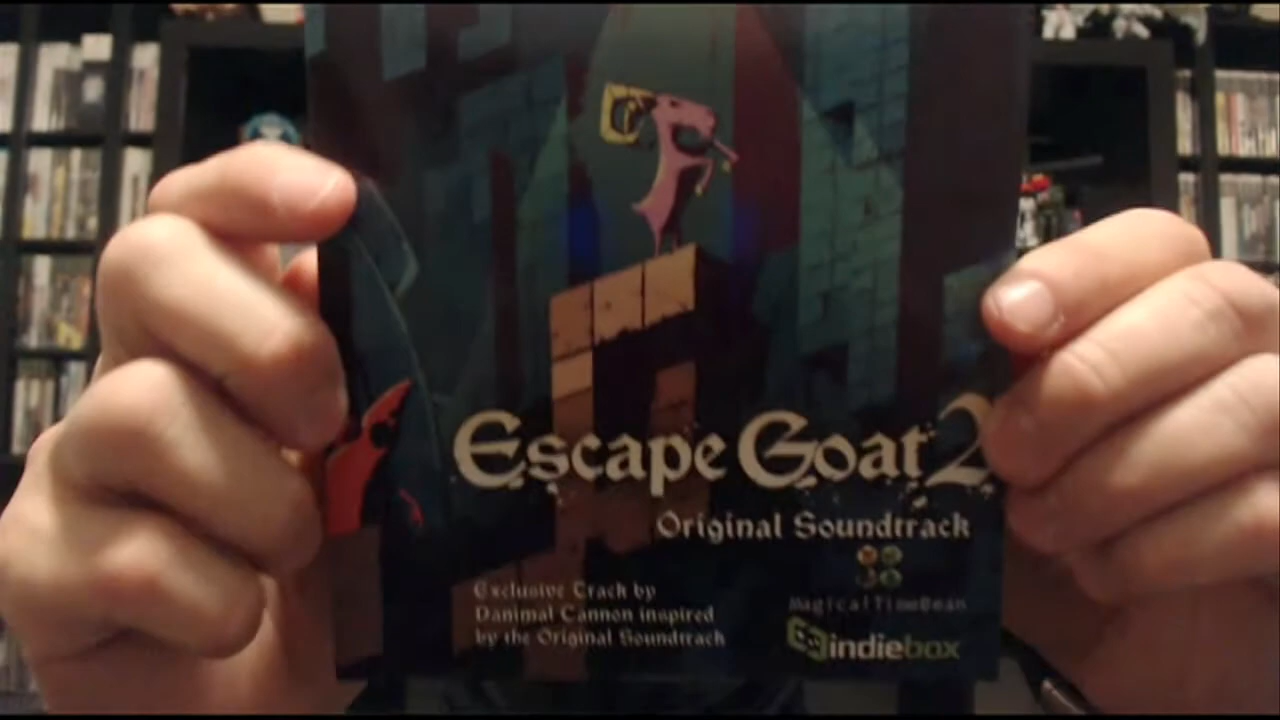 Escape Goat 2
Original Soundtrack
Exclusive Track by
Danimal Cannon inspired
by the Original Soundtrack
MagicalTimeBean
indiebox